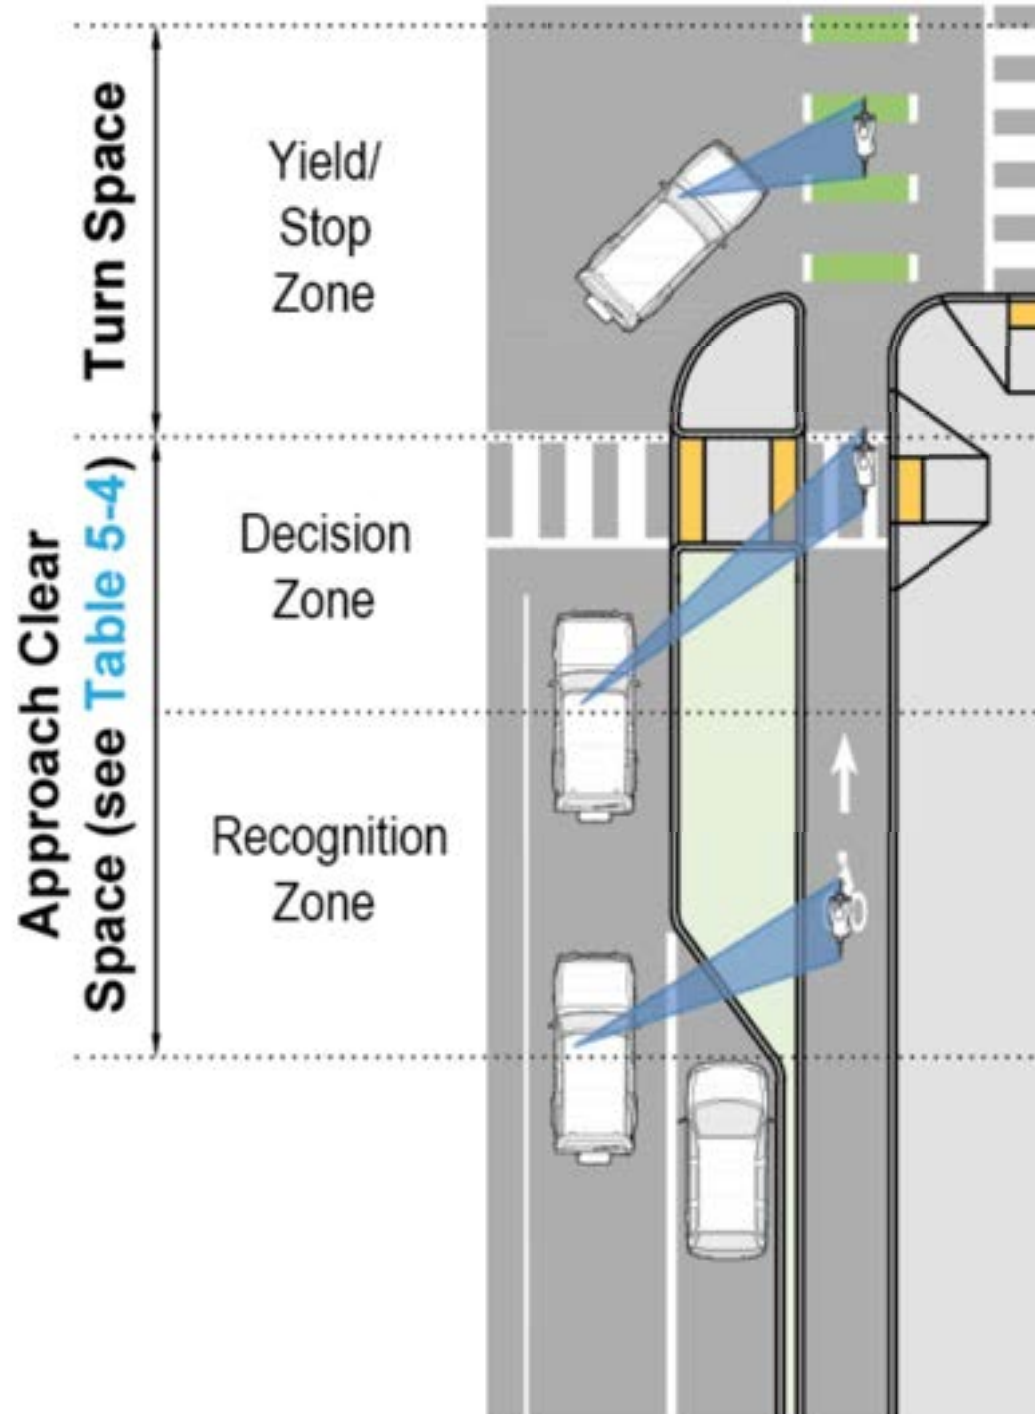 Turn Space
Yield/
Stop
Zone
Approach Clear
Space (see Table 5-4)
Decision
Zone
Recognition
Zone